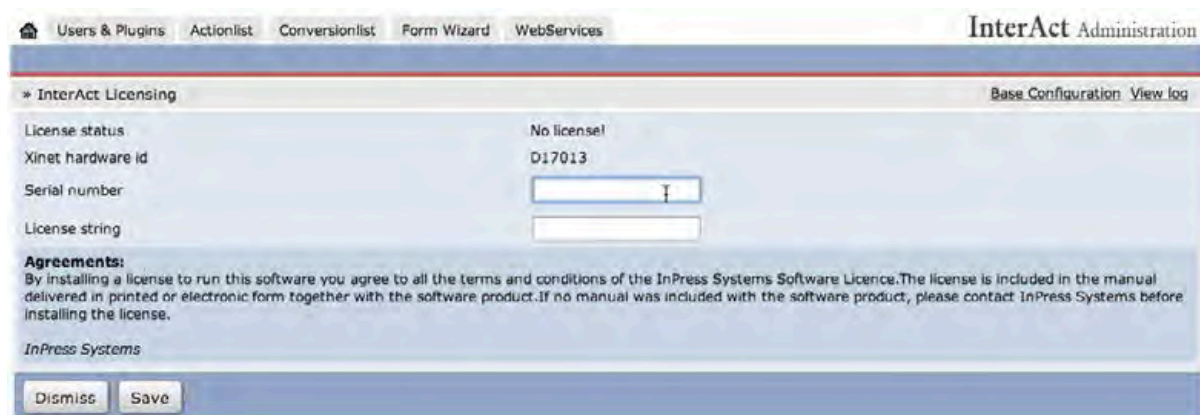 Users & Plugins Actionlist Conversionlist Form Wizard WebServices InterAct Administration
» InterAct Licensing Base Configuration View log
License status No license!
Xinet hardware id D17013
Serial number
License string
Agreements:
By installing a license to run this software you agree to all the terms and conditions of the InPress Systems Software Licence.The license is included in the manual
delivered in printed or electronic form together with the software product.If no manual was included with the software product, please contact InPress Systems before
installing the license.
InPress Systems
Dismiss Save